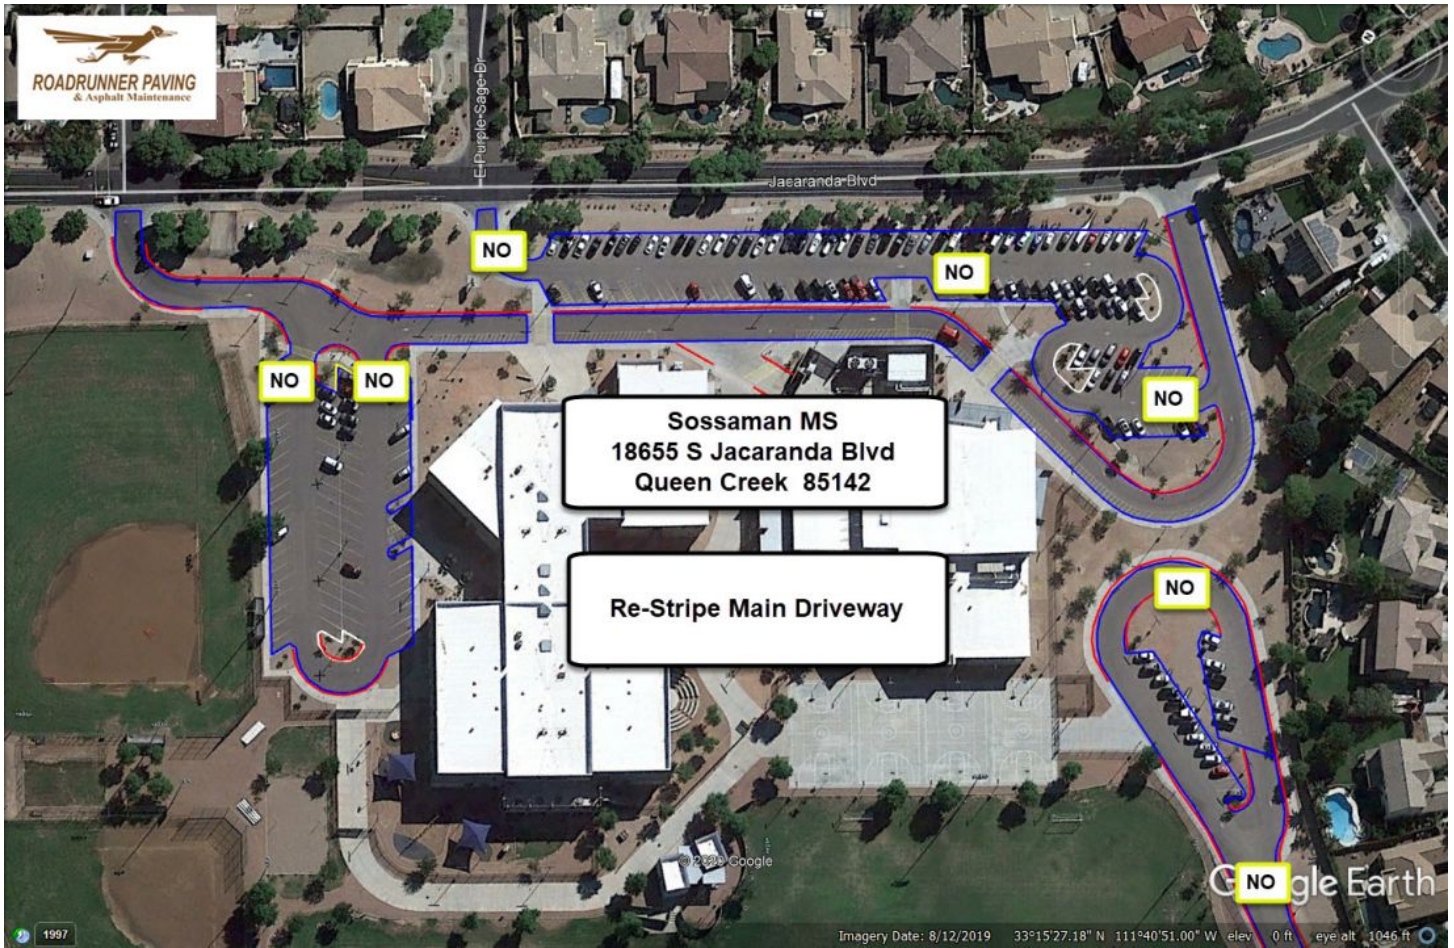 ROADRUNNER PAVING
& Asphalt Maintenance
E Purple Sage Dr
N
Jacaranda Blvd
NO
NO
NO
NO
NO
Sossaman MS
18655 S Jacaranda Blvd
Queen Creek 85142
NO
Re-Stripe Main Driveway
© 2020 Google
NO
Google Earth
1997
Imagery Date: 8/12/2019 33°15'27.18" N 111°40'51.00" W elev 0 ft eye alt 1046 ft